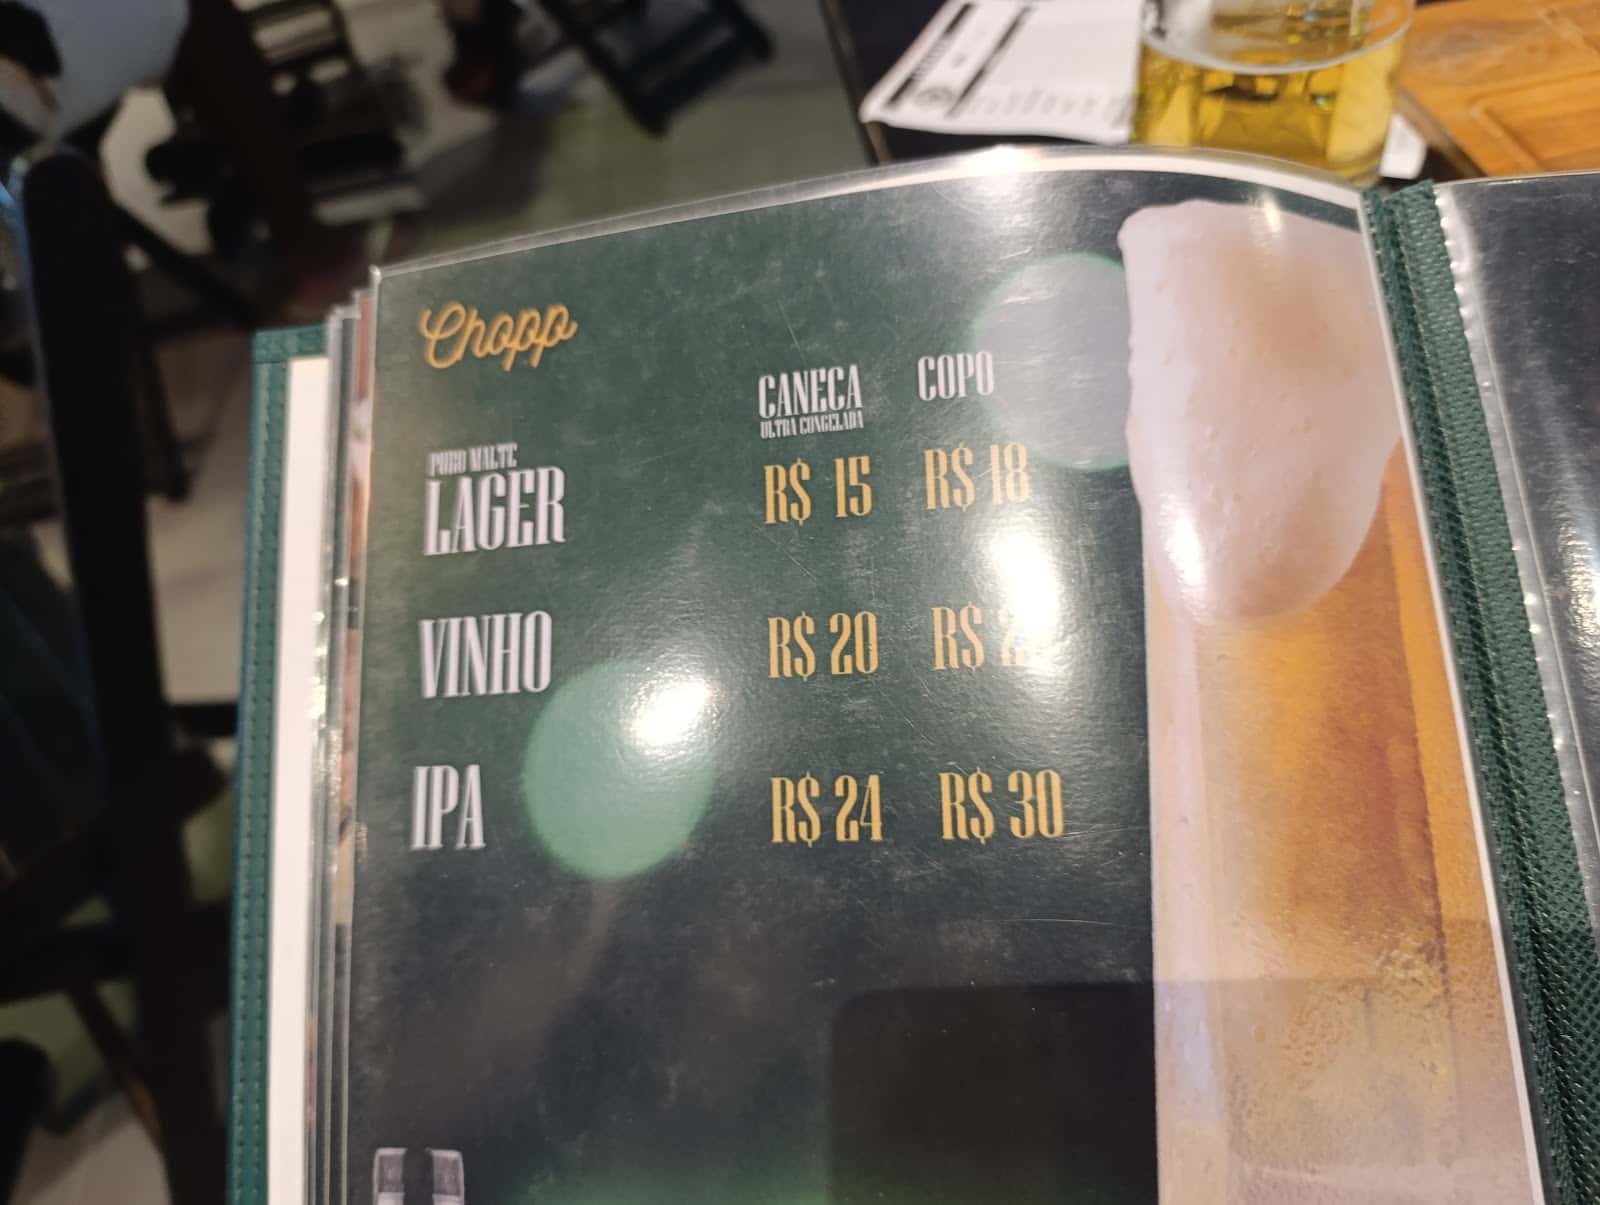 Chopp
CANECA COPO
ULTRA CONGELADA
PURO MALTE
LAGER R$ 15 R$ 18
VINHO R$ 20 R$
IPA R$ 24 R$ 30